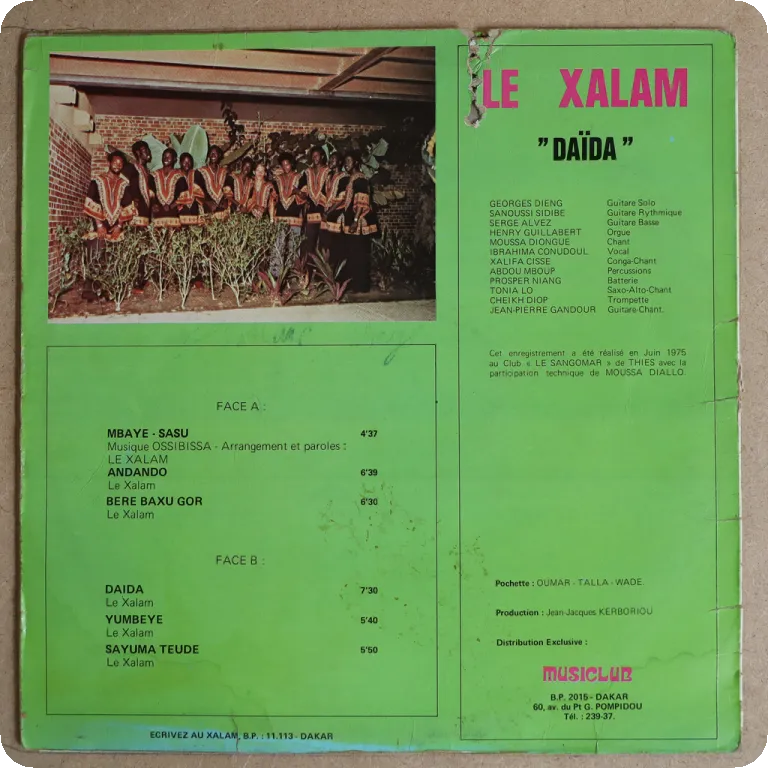 LE XALAM
"DAÏDA"
GEORGES DIENG Guitare Solo
SANOUSSI SIDIBE Guitare Rythmique
SERGE ALVEZ Guitare Basse
HENRY GUILLABERT Orgue
MOUSSA DIONGUE Chant
IBRAHIMA CONUDOUL Vocal
XALIFA CISSE Conga-Chant
ABDOU MBOUP Percussions
PROSPER NIANG Batterie
TONIA LO Saxo-Alto-Chant
CHEIKH DIOP Trompette
JEAN-PIERRE GANDOUR Guitare-Chant.
Cet enregistrement a été réalisé en Juin 1975
au Club « LE SANGOMAR » de THIES avec la
participation technique de MOUSSA DIALLO.
FACE A :
MBAYE - SASU 4'37
Musique OSSIBISSA - Arrangement et paroles :
LE XALAM
ANDANDO 6'39
Le Xalam
BERE BAXU GOR 6'30
Le Xalam
FACE B :
DAIDA 7'30
Le Xalam
YUMBEYE 5'40
Le Xalam
SAYUMA TEUDE 5'50
Le Xalam
Pochette : OUMAR - TALLA - WADE.
Production : Jean-Jacques KERBORIOU
Distribution Exclusive :
MUSICLUB
B.P. 2015 - DAKAR
60, av. du Pt G. POMPIDOU
Tél. : 239-37.
ECRIVEZ AU XALAM, B.P. : 11.113 - DAKAR